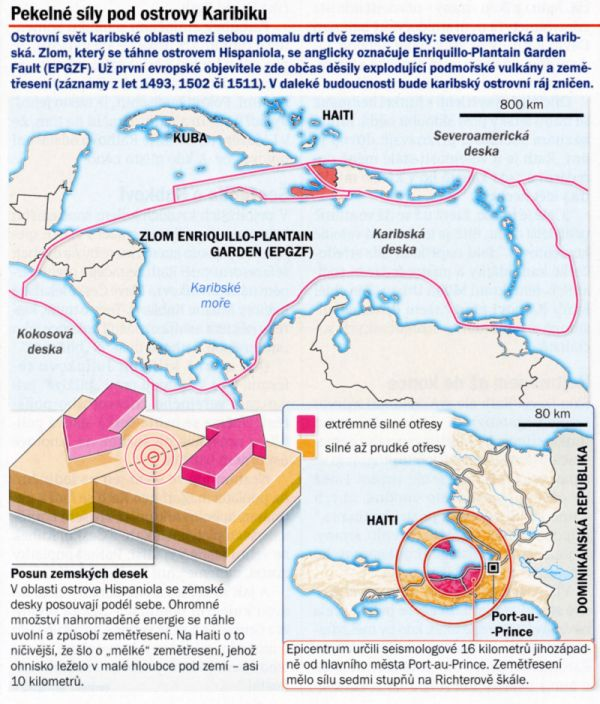 Pekelné síly pod ostrovy Karibiku
Ostrovní svět karibské oblasti mezi sebou pomalu drtí dvě zemské desky: severoamerická a karib-
ská. Zlom, který se táhne ostrovem Hispaniola, se anglicky označuje Enriquillo-Plantain Garden
Fault (EPGZF). Už první evropské objevitele zde občas děsily explodující podmořské vulkány a země-
třesení (záznamy z let 1493, 1502 či 1511). V daleké budoucnosti bude karibský ostrovní ráj zničen.
800 km
HAITI
KUBA
Severoamerická
deska
ZLOM ENRIQUILLO-PLANTAIN
GARDEN (EPGZF)
Karibská
deska
Karibské
moře
Kokosová
deska
80 km
extrémně silné otřesy
silné až prudké otřesy
HAITI
DOMINIKÁNSKÁ REPUBLIKA
Port-au-
-Prince
Posun zemských desek
V oblasti ostrova Hispaniola se zemské
desky posouvají podél sebe. Ohromné
množství nahromaděné energie se náhle
uvolní a způsobí zemětřesení. Na Haiti o to
ničivější, že šlo o „mělké“ zemětřesení, jehož
ohnisko leželo v malé hloubce pod zemí – asi
10 kilometrů.
Epicentrum určili seismologové 16 kilometrů jihozápad-
ně od hlavního města Port-au-Prince. Zemětřesení
mělo sílu sedmi stupňů na Richterově škále.